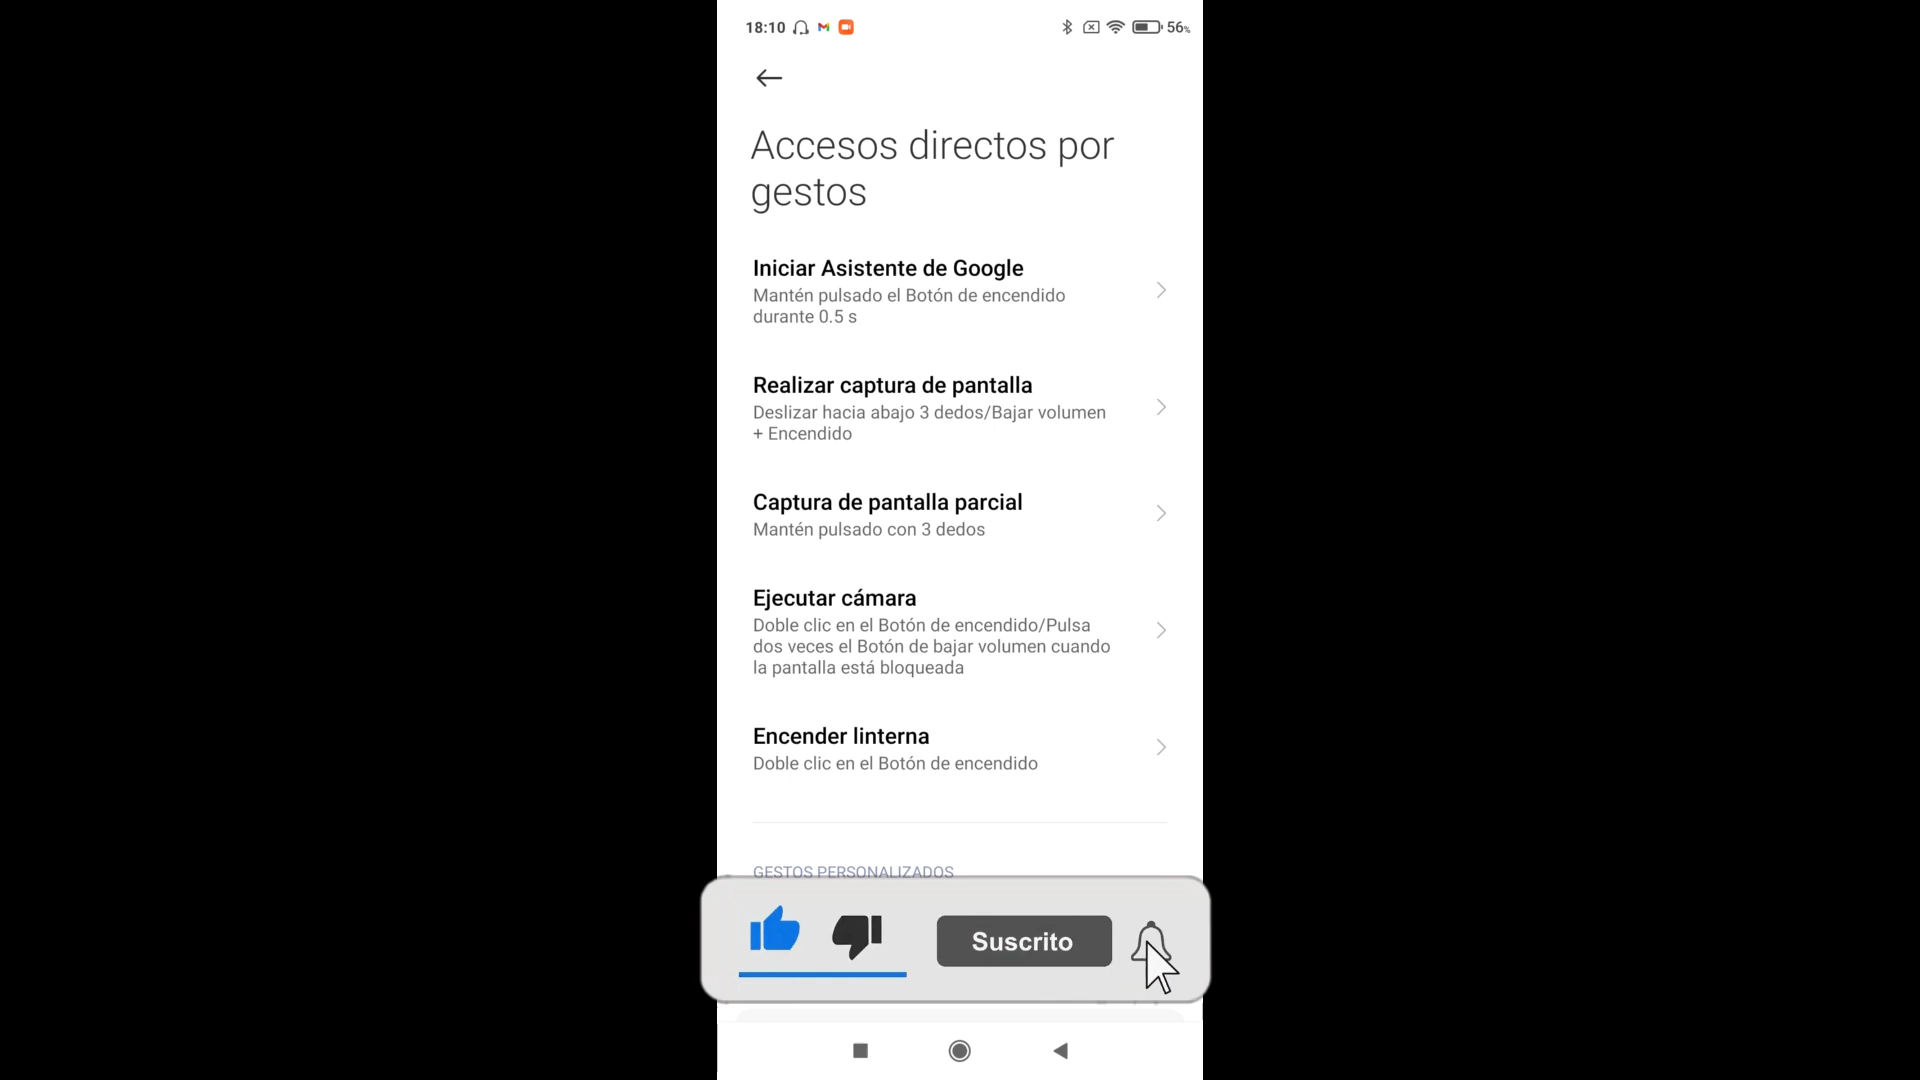 18:10 56%
Accesos directos por
gestos
Iniciar Asistente de Google
Mantén pulsado el Botón de encendido
durante 0.5 s
Realizar captura de pantalla
Deslizar hacia abajo 3 dedos/Bajar volumen
+ Encendido
Captura de pantalla parcial
Mantén pulsado con 3 dedos
Ejecutar cámara
Doble clic en el Botón de encendido/Pulsa
dos veces el Botón de bajar volumen cuando
la pantalla está bloqueada
Encender linterna
Doble clic en el Botón de encendido
GESTOS PERSONALIZADOS
Suscrito